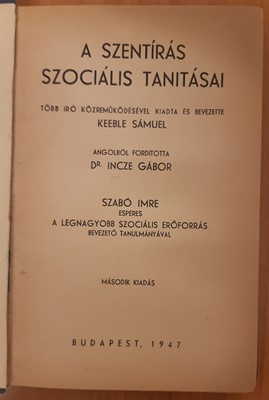 A SZENTÍRÁS
SZOCIÁLIS TANITÁSAI
TÖBB IRÓ KÖZREMŰKÖDÉSÉVEL KIADTA ÉS BEVEZETTE
KEEBLE SÁMUEL
ANGOLBÓL FORDITOTTA
DR. INCZE GÁBOR
SZABÓ IMRE
ESPERES
A LEGNAGYOBB SZOCIÁLIS ERŐFORRÁS
BEVEZETŐ TANULMÁNYÁVAL
MÁSODIK KIADÁS
BUDAPEST, 1947